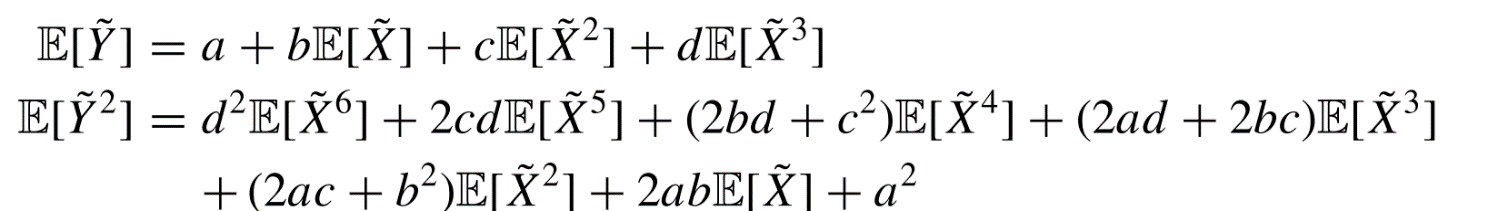 𝔼[Ỹ] = a + b𝔼[X̃] + c𝔼[X̃²] + d𝔼[X̃³]
𝔼[Ỹ²] = d²𝔼[X̃⁶] + 2cd𝔼[X̃⁵] + (2bd + c²)𝔼[X̃⁴] + (2ad + 2bc)𝔼[X̃³]
+ (2ac + b²)𝔼[X̃²] + 2ab𝔼[X̃] + a²